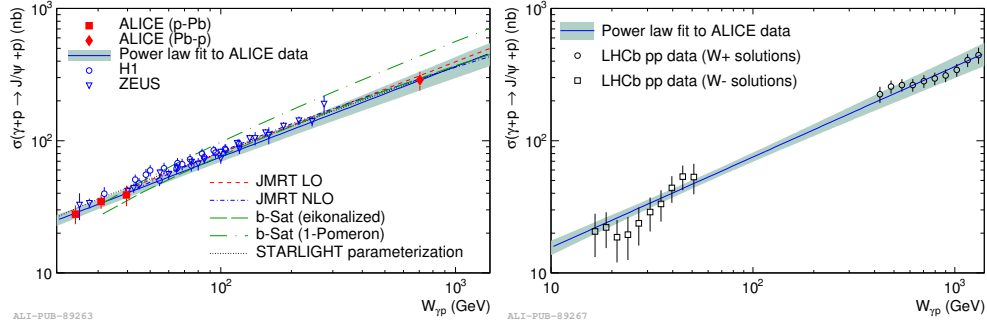 σ(γ+p → J/ψ +p) (nb)
10³
10²
10
ALICE (p-Pb)
ALICE (Pb-p)
Power law fit to ALICE data
H1
ZEUS
JMRT LO
JMRT NLO
b-Sat (eikonalized)
b-Sat (1-Pomeron)
STARLIGHT parameterization
10²
10³
Wγp (GeV)
ALI-PUB-89263
σ(γ+p → J/ψ +p) (nb)
10³
10²
10
Power law fit to ALICE data
LHCb pp data (W+ solutions)
LHCb pp data (W- solutions)
10
10²
10³
Wγp (GeV)
ALI-PUB-89267